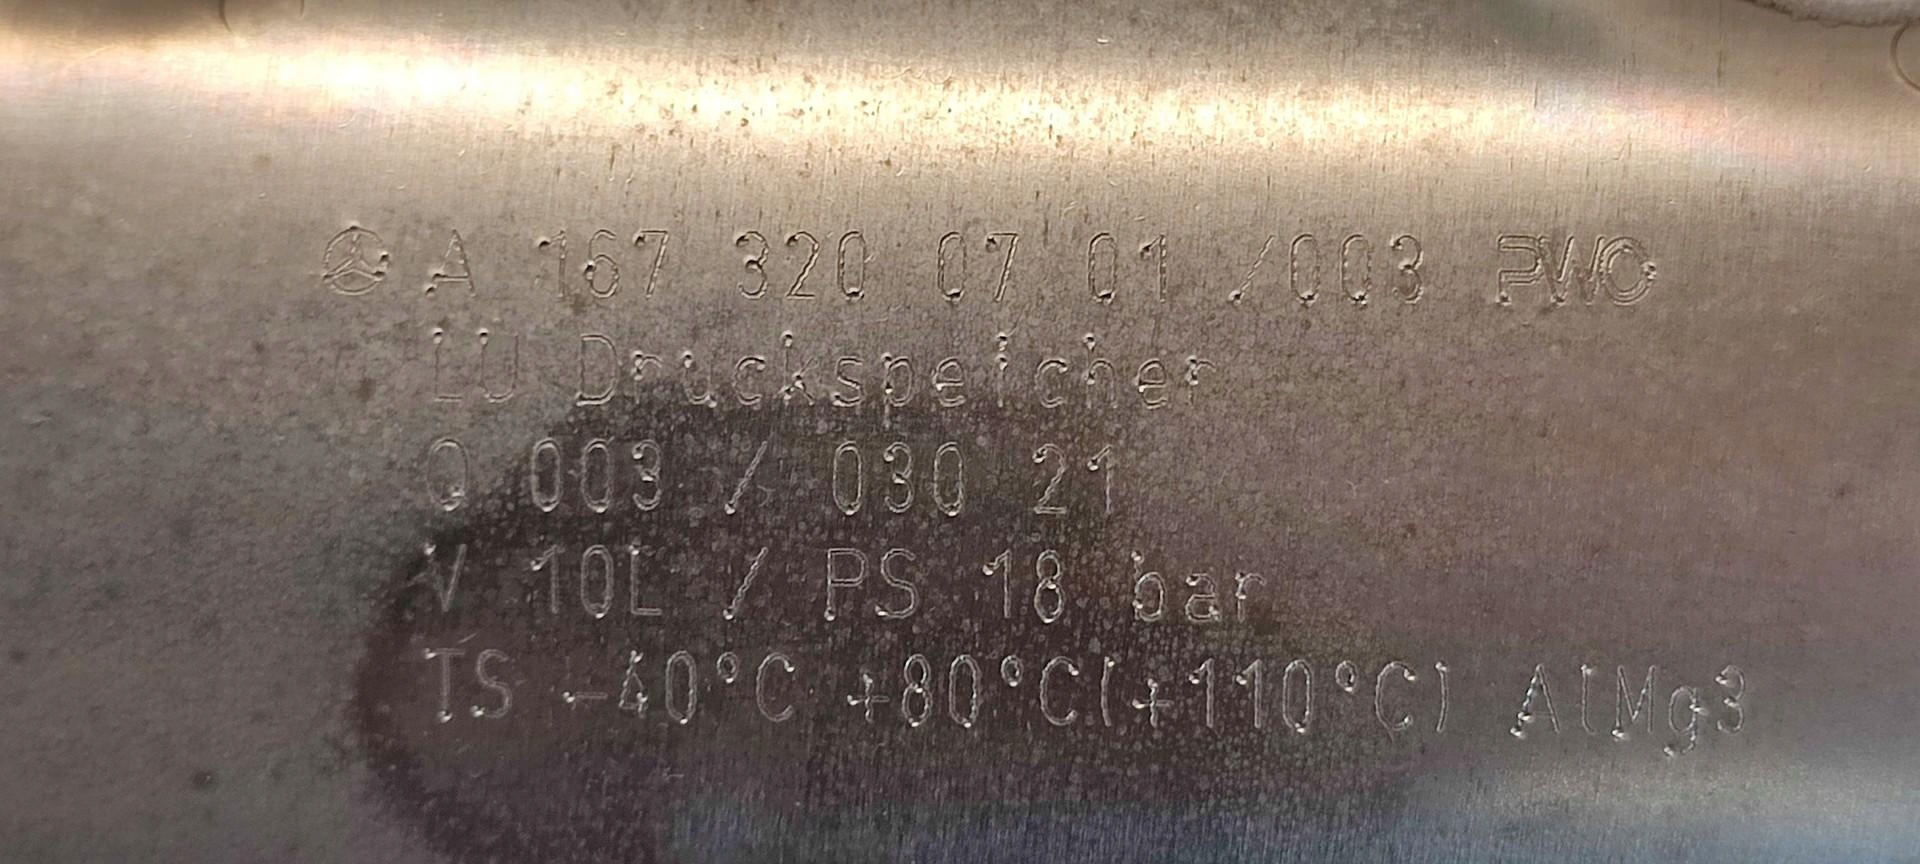 A 167 320 07 01 /003 PWO
LU Druckspeicher
Q 003 / 030 21
V 10L / PS 18 bar
TS -40°C +80°C(+110°C) AlMg3